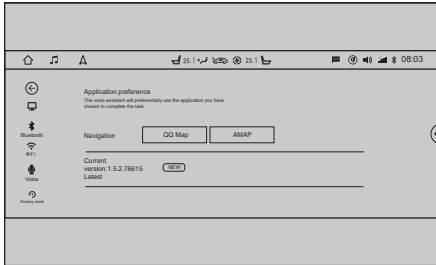 25.5
25.5
08:03
Application preference
The voice assistant will preferentially use the application you have
chosen to complete the task
Bluetooth
Navigation
QQ Map
AMAP
WIFI
Current
version:1.5.2.76615
NEW
Latest
Voice
Factory reset